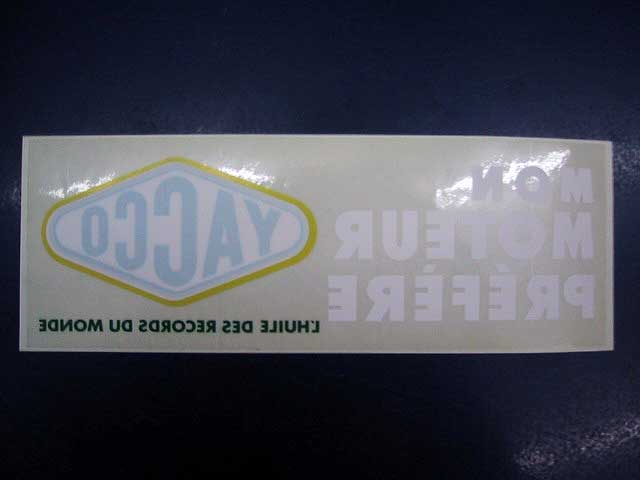 MON
MOTEUR
PRÉFÈRE
YACCO
L'HUILE DES RECORDS DU MONDE